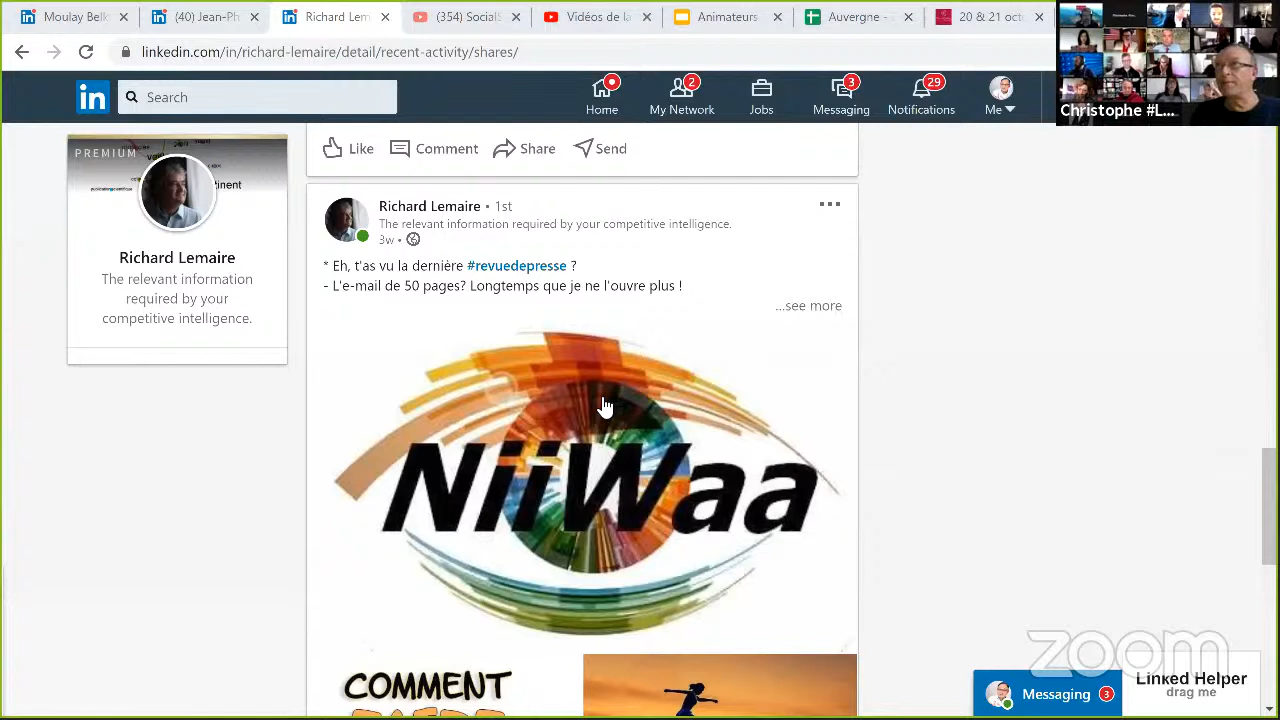 Moulay Bel
(40) Jean-Ph
Richard Lem
(354) Social S
Vidéos de la
Animateurs
Auvergne -
20 & 21 octo
linkedin.com/in/richard-lemaire/detail/recent-activity/shares/
Christophe #L...
in
Search
Home
2
My Network
Jobs
3
Messaging
29
Notifications
Me
PREMIUM
Richard Lemaire
The relevant information
required by your
competitive intelligence.
Like
Comment
Share
Send
Richard Lemaire • 1st
The relevant information required by your competitive intelligence.
3w •
* Eh, t'as vu la dernière #revuedepresse ?
- L'e-mail de 50 pages? Longtemps que je ne l'ouvre plus !
...see more
NiiWaa
COMMENT
zoom
Messaging 3
Linked Helper
drag me